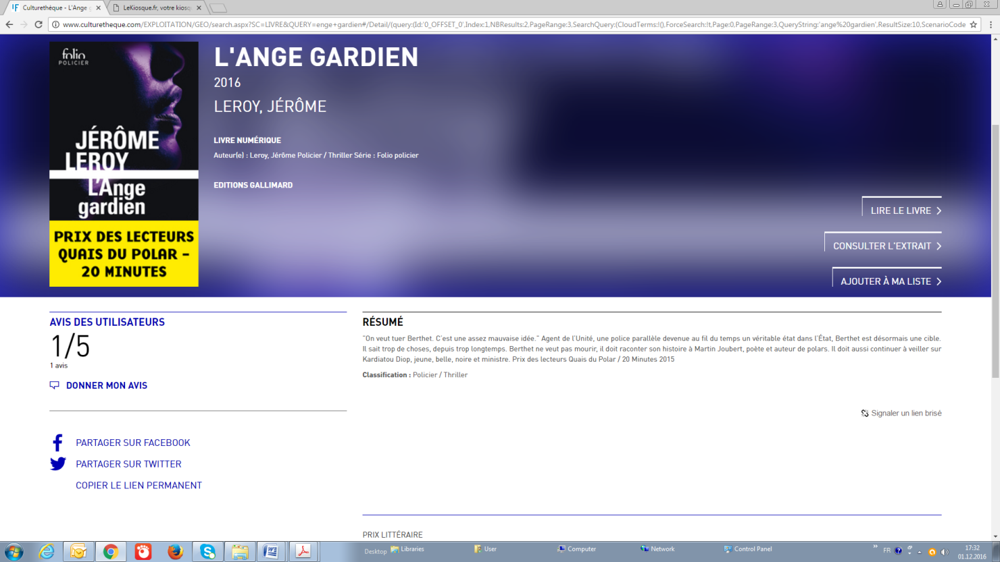 Culturethèque - L'Ange g
LeKiosque.fr, votre kiosq
www.culturetheque.com/EXPLOITATION/GEO/search.aspx?SC=LIVRE&QUERY=enge+gardien#/Detail/(query:(Id:'0_OFFSET_0',Index:1,NBResults:2,PageRange:3,SearchQuery:(CloudTerms:!(),ForceSearch:!t,Page:0,PageRange:3,QueryString:'ange%20gardien',ResultSize:10,ScenarioCode
folio
POLICIER
JÉRÔME
LEROY
L'Ange
gardien
PRIX DES LECTEURS
QUAIS DU POLAR –
20 MINUTES
L'ANGE GARDIEN
2016
LEROY, JÉRÔME
LIVRE NUMÉRIQUE
Auteur(e) : Leroy, Jérôme Policier / Thriller Série : Folio policier
EDITIONS GALLIMARD
LIRE LE LIVRE
CONSULTER L'EXTRAIT
AJOUTER À MA LISTE
AVIS DES UTILISATEURS
1/5
1 avis
DONNER MON AVIS
PARTAGER SUR FACEBOOK
PARTAGER SUR TWITTER
COPIER LE LIEN PERMANENT
RÉSUMÉ
"On veut tuer Berthet. C'est une assez mauvaise idée." Agent de l'Unité, une police parallèle devenue au fil du temps un véritable état dans l'État, Berthet est désormais une cible.
Il sait trop de choses, depuis trop longtemps. Berthet ne veut pas mourir, il doit raconter son histoire à Martin Joubert, poète et auteur de polars. Il doit aussi continuer à veiller sur
Kardiatou Diop, jeune, belle, noire et ministre. Prix des lecteurs Quais du Polar / 20 Minutes 2015
Classification : Policier / Thriller
Signaler un lien brisé
PRIX LITTÉRAIRE
Desktop
Libraries
User
Computer
Network
Control Panel
FR
17:32
01.12.2016